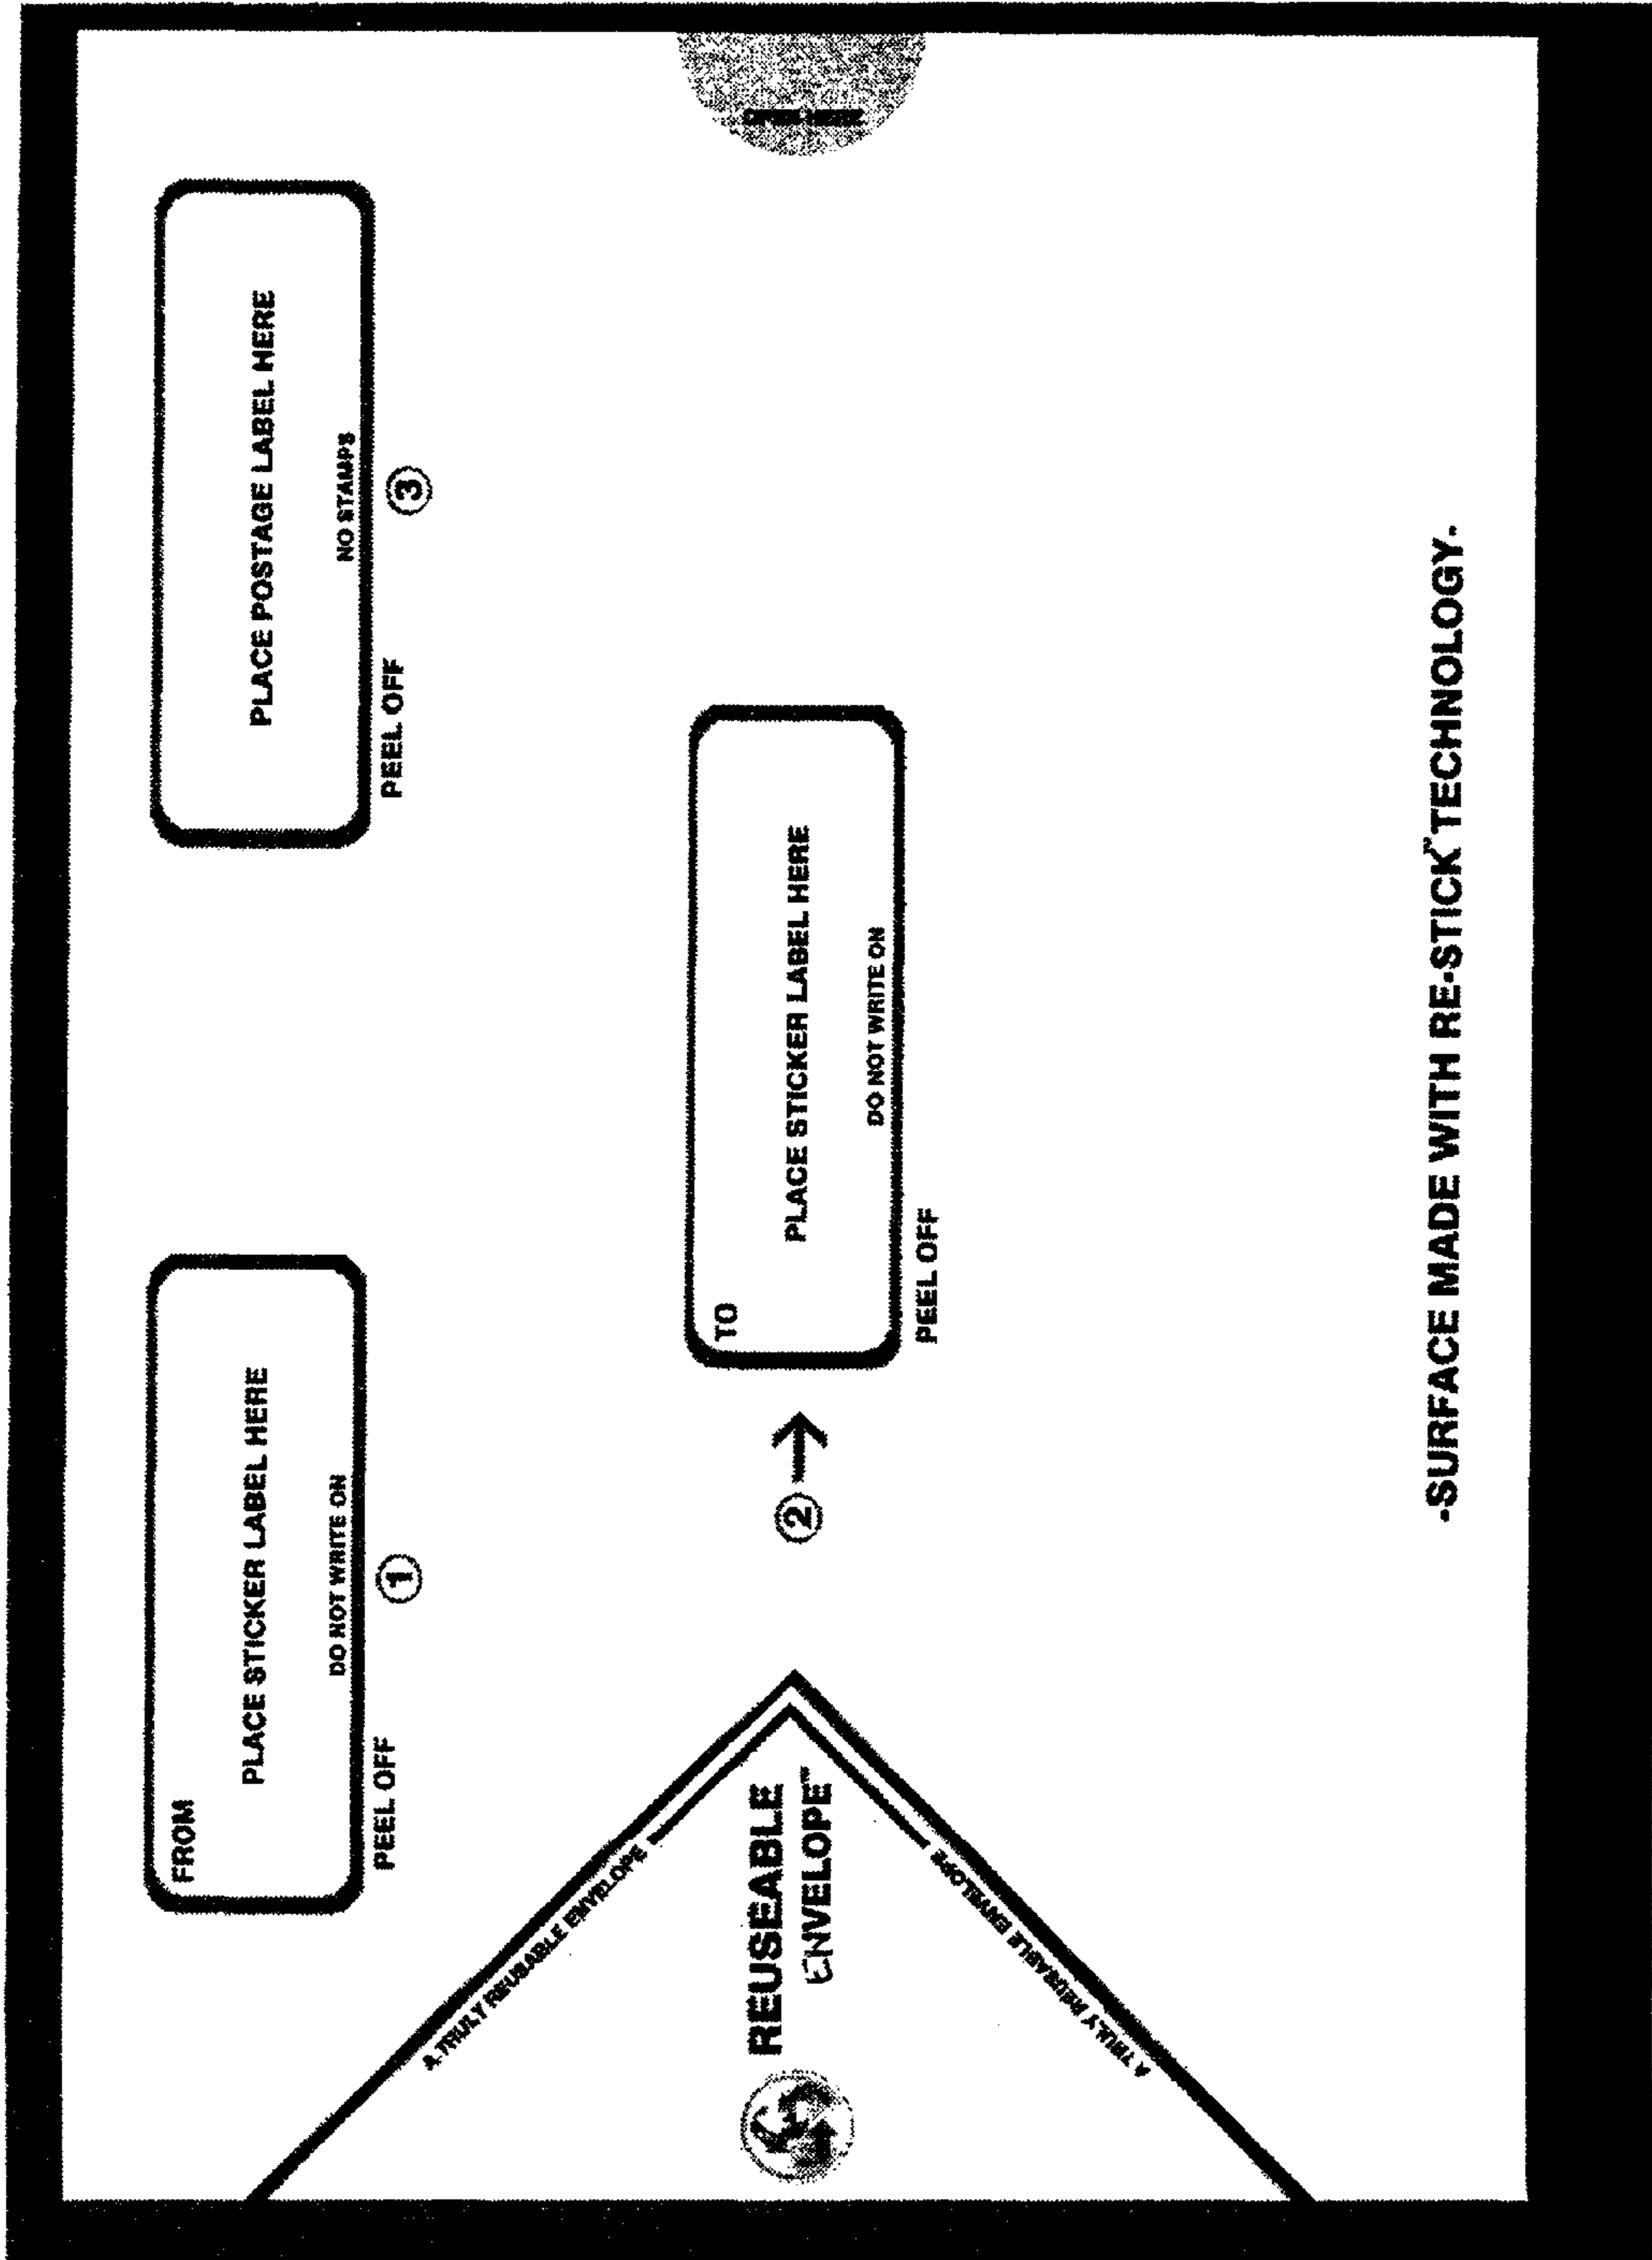 FROM
PLACE STICKER LABEL HERE
DO NOT WRITE ON
PEEL OFF
1
PLACE POSTAGE LABEL HERE
NO STAMPS
PEEL OFF
3
A TRULY REUSABLE ENVELOPE
REUSEABLE
ENVELOPE™
A TRULY REUSABLE ENVELOPE
2
TO
PLACE STICKER LABEL HERE
DO NOT WRITE ON
PEEL OFF
OPEN HERE
-SURFACE MADE WITH RE-STICK™ TECHNOLOGY-